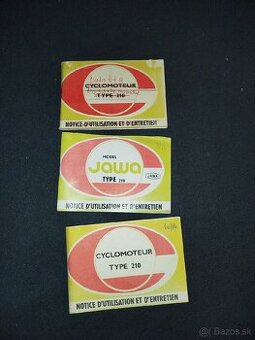 CYCLOMOTEUR
TYPE 210
NOTICE D'UTILISATION ET D'ENTRETIEN
MODEL
JAWA
TYPE 210
JAWA
NOTICE D'UTILISATION ET D'ENTRETIEN
CYCLOMOTEUR
TYPE 210
NOTICE D'UTILISATION ET D'ENTRETIEN
© Bazos.sk